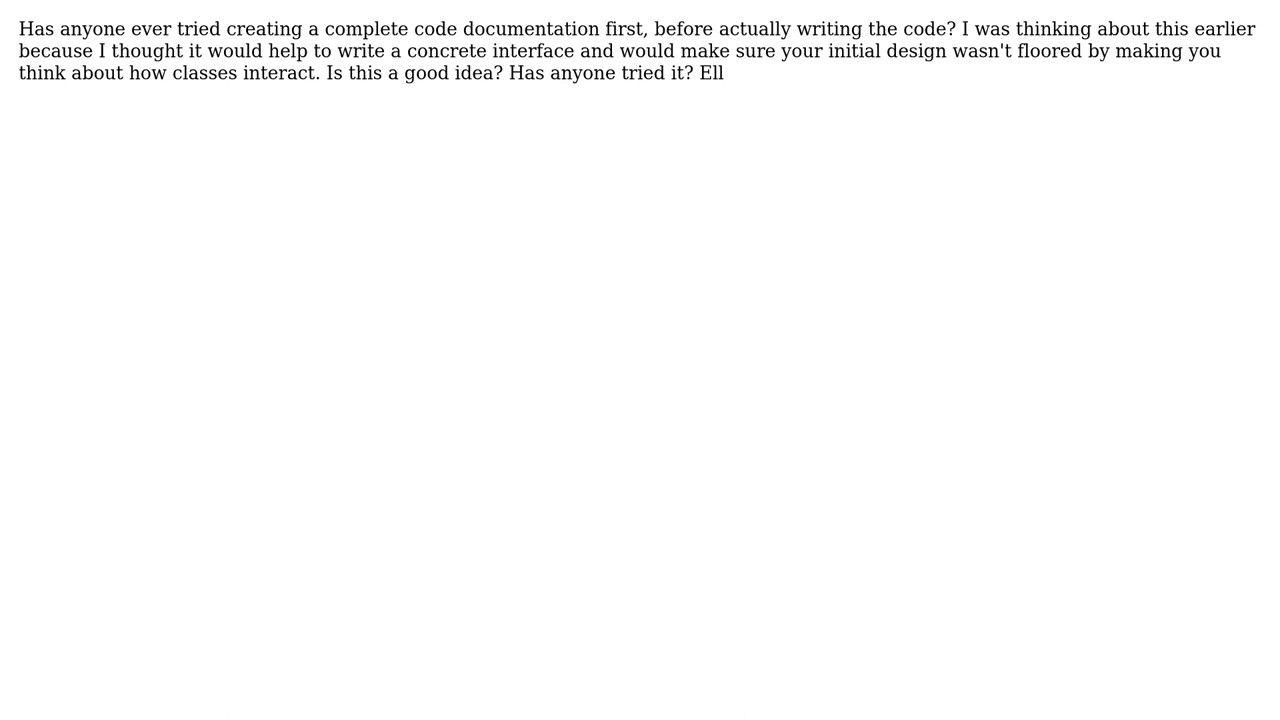 Has anyone ever tried creating a complete code documentation first, before actually writing the code? I was thinking about this earlier
because I thought it would help to write a concrete interface and would make sure your initial design wasn't floored by making you
think about how classes interact. Is this a good idea? Has anyone tried it? Ell